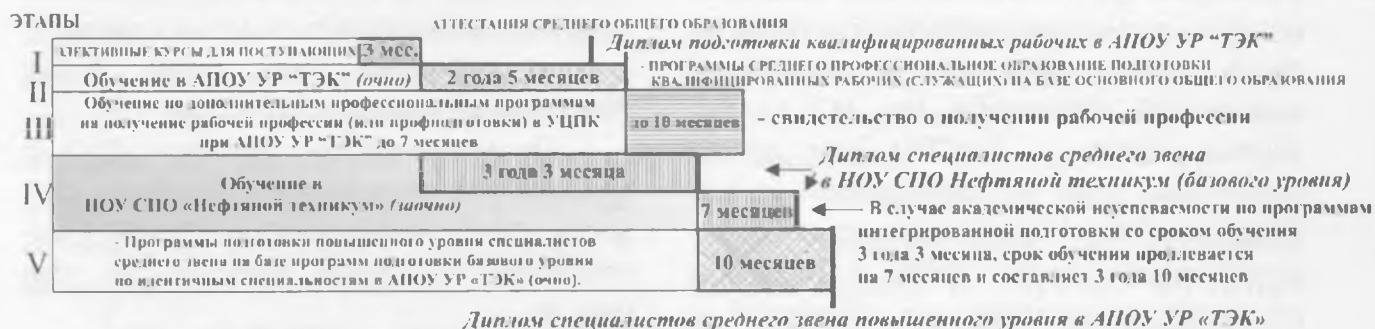 ЭТАПЫ
АТТЕСТАЦИЯ СРЕДНЕГО ОБЩЕГО ОБРАЗОВАНИЯ
I
ЭЛЕКТИВНЫЕ КУРСЫ ДЛЯ ПОСТУПАЮЩИХ
3 мес.
Диплом подготовки квалифицированных рабочих в АПОУ УР “ТЭК”
II
Обучение в АПОУ УР “ТЭК” (очно)
2 года 5 месяцев
- ПРОГРАММЫ СРЕДНЕГО ПРОФЕССИОНАЛЬНОЕ ОБРАЗОВАНИЕ ПОДГОТОВКИ
КВАЛИФИЦИРОВАННЫХ РАБОЧИХ (СЛУЖАЩИХ) НА БАЗЕ ОСНОВНОГО ОБЩЕГО ОБРАЗОВАНИЯ
III
Обучение по дополнительным профессиональным программам
на получение рабочей профессии (или профподготовки) в УЦПК
при АПОУ УР “ТЭК” до 7 месяцев
до 10 месяцев
- свидетельство о получении рабочей профессии
IV
Обучение в
НОУ СПО «Нефтяной техникум» (заочно)
3 года 3 месяца
Диплом специалистов среднего звена
в НОУ СПО Нефтяной техникум (базового уровня)
7 месяцев
В случае академической неуспеваемости по программам
интегрированной подготовки со сроком обучения
3 года 3 месяца, срок обучения продлевается
на 7 месяцев и составляет 3 года 10 месяцев
V
- Программы подготовки повышенного уровня специалистов
среднего звена на базе программ подготовки базового уровня
по идентичным специальностям в АПОУ УР «ТЭК» (очно).
10 месяцев
Диплом специалистов среднего звена повышенного уровня в АПОУ УР «ТЭК»